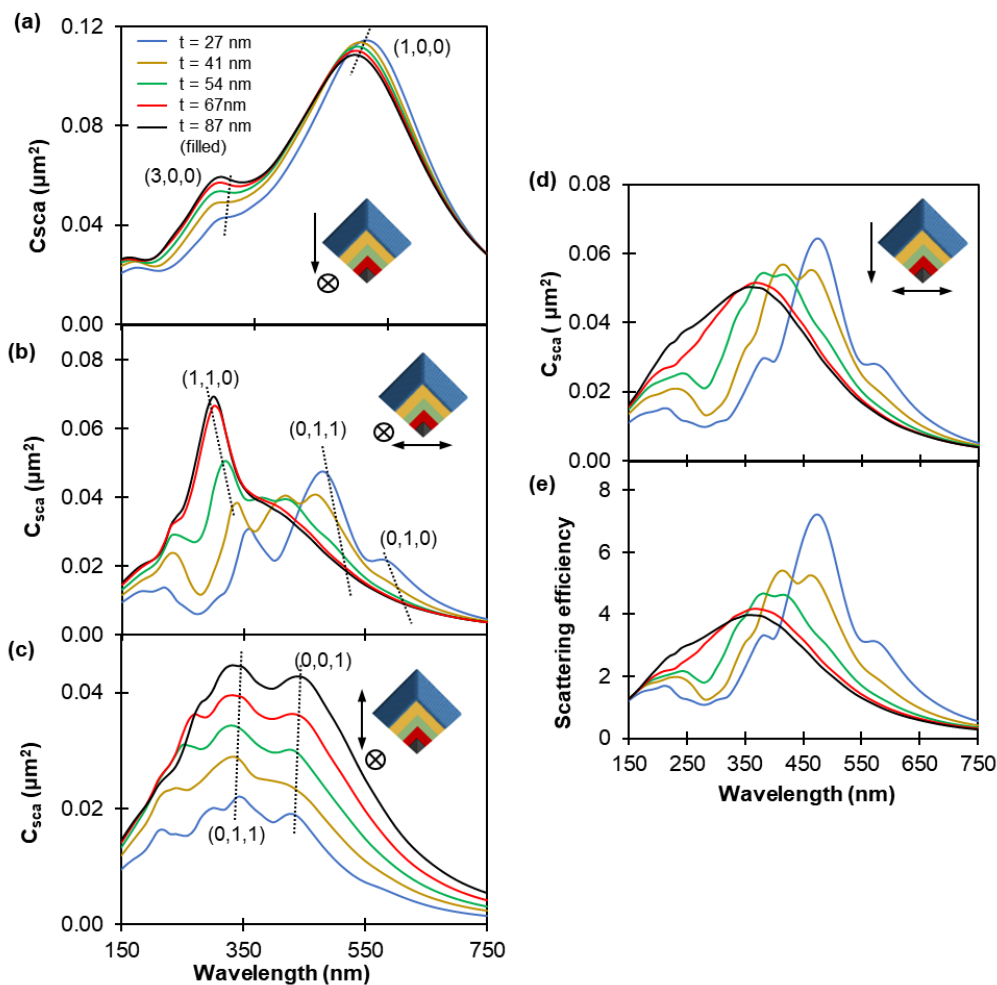 (a)
0.12
0.08
0.04
0.00
Csca (µm²)
t = 27 nm
t = 41 nm
t = 54 nm
t = 67nm
t = 87 nm
(filled)
(1,0,0)
(3,0,0)
(b)
0.08
0.06
0.04
0.02
0.00
C_sca (µm²)
(1,1,0)
(0,1,1)
(0,1,0)
(c)
0.04
0.02
0.00
C_sca (µm²)
(0,0,1)
(0,1,1)
150 350 550 750
Wavelength (nm)
(d)
0.08
0.06
0.04
0.02
0.00
C_sca ( µm²)
(e)
8
6
4
2
0
Scattering efficiency
150 250 350 450 550 650 750
Wavelength (nm)